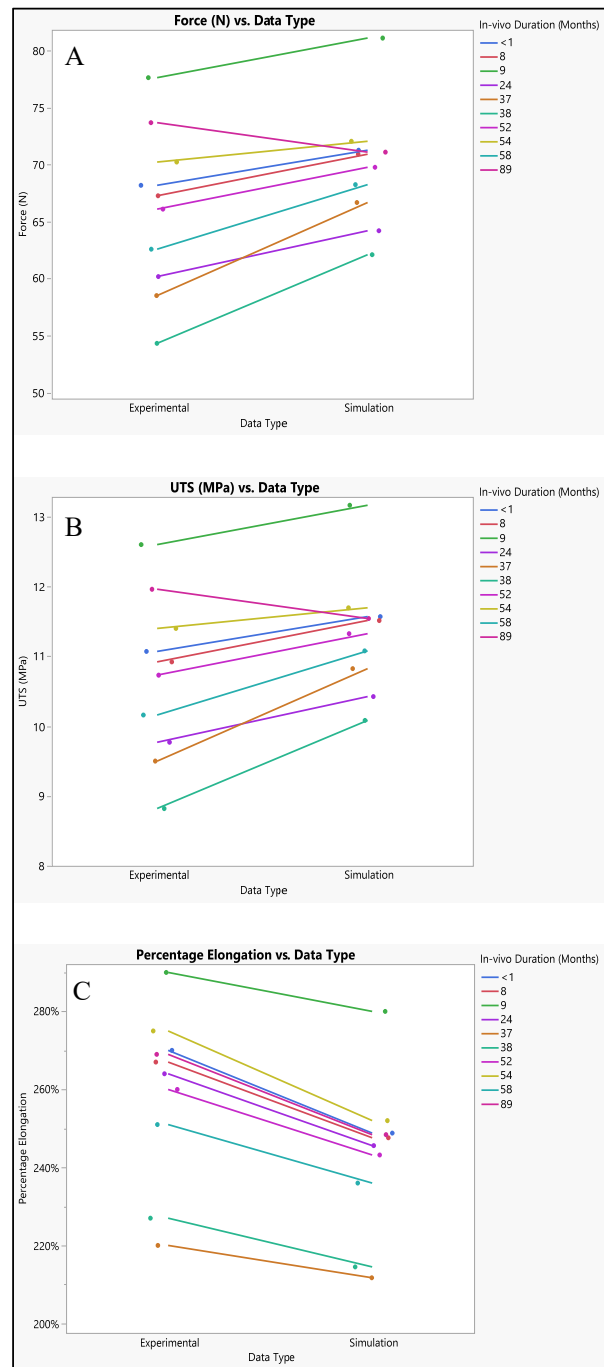 Force (N) vs. Data Type
In-vivo Duration (Months)
A
<1
8
9
24
37
38
52
54
58
89
80
75
70
65
60
55
50
Force (N)
Experimental
Simulation
Data Type
UTS (MPa) vs. Data Type
In-vivo Duration (Months)
B
<1
8
9
24
37
38
52
54
58
89
13
12
11
10
9
8
UTS (MPa)
Experimental
Simulation
Data Type
Percentage Elongation vs. Data Type
In-vivo Duration (Months)
C
<1
8
9
24
37
38
52
54
58
89
280%
260%
240%
220%
200%
Percentage Elongation
Experimental
Simulation
Data Type